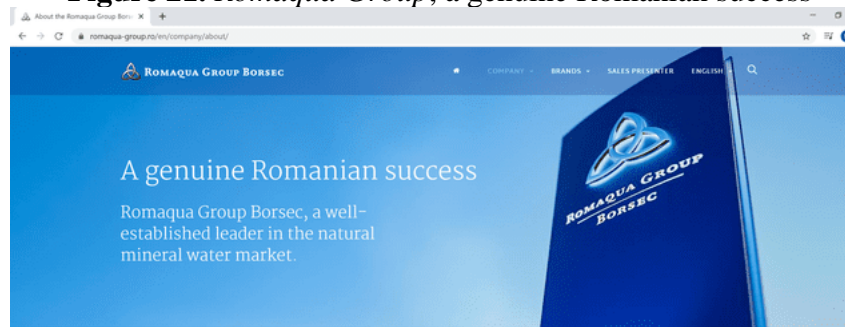 Figure 22. Romaqua Group, a genuine Romanian success
About the Romaqua Group Bors
romaqua-group.ro/en/company/about/
ROMAQUA GROUP BORSEC
COMPANY
BRANDS
SALES PRESENTER
ENGLISH
A genuine Romanian success
Romaqua Group Borsec, a well-
established leader in the natural
mineral water market.
ROMAQUA GROUP
BORSEC